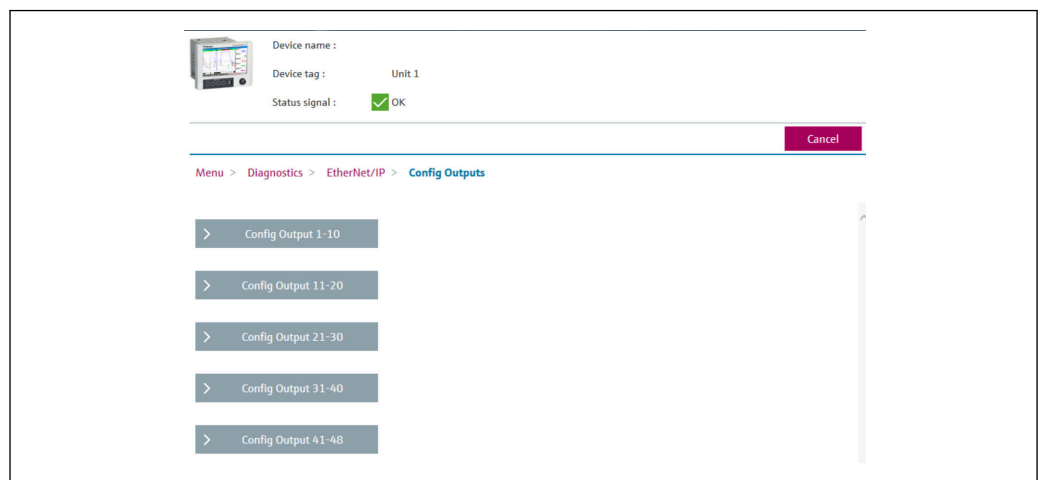 Device name :
Device tag : Unit 1
Status signal : OK
Cancel
Menu > Diagnostics > EtherNet/IP > Config Outputs
> Config Output 1-10
> Config Output 11-20
> Config Output 21-30
> Config Output 31-40
> Config Output 41-48